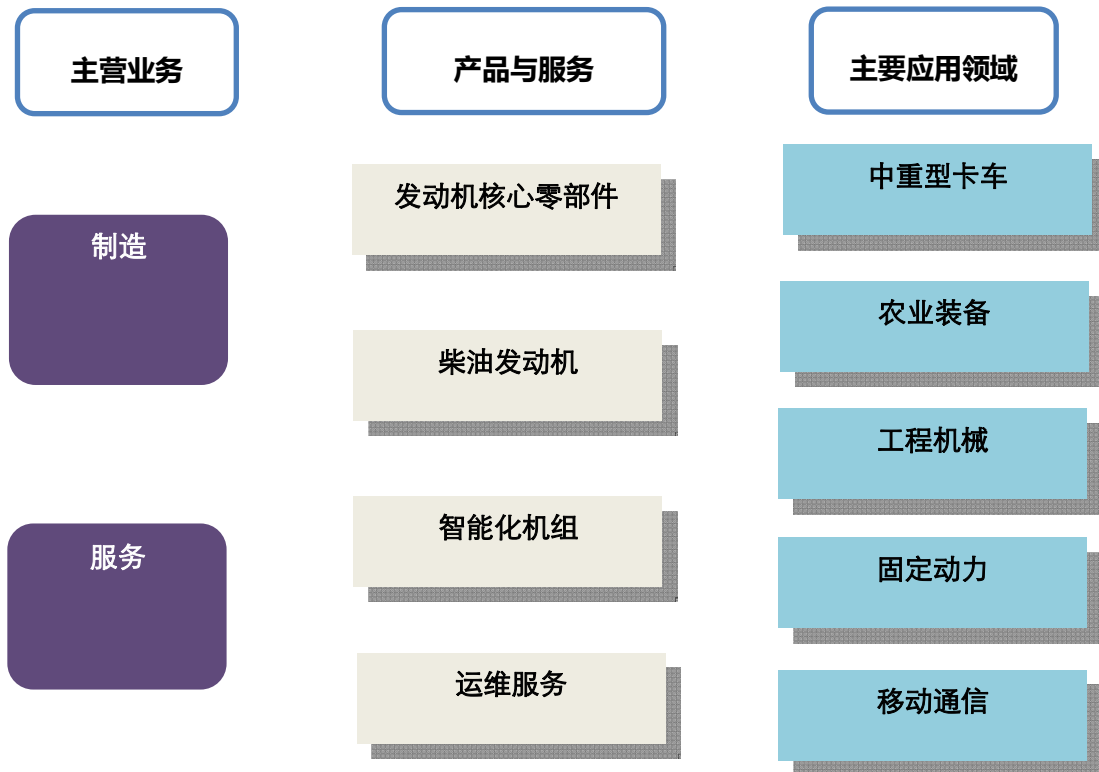 主营业务
产品与服务
主要应用领域
制造
服务
发动机核心零部件
柴油发动机
智能化机组
运维服务
中重型卡车
农业装备
工程机械
固定动力
移动通信